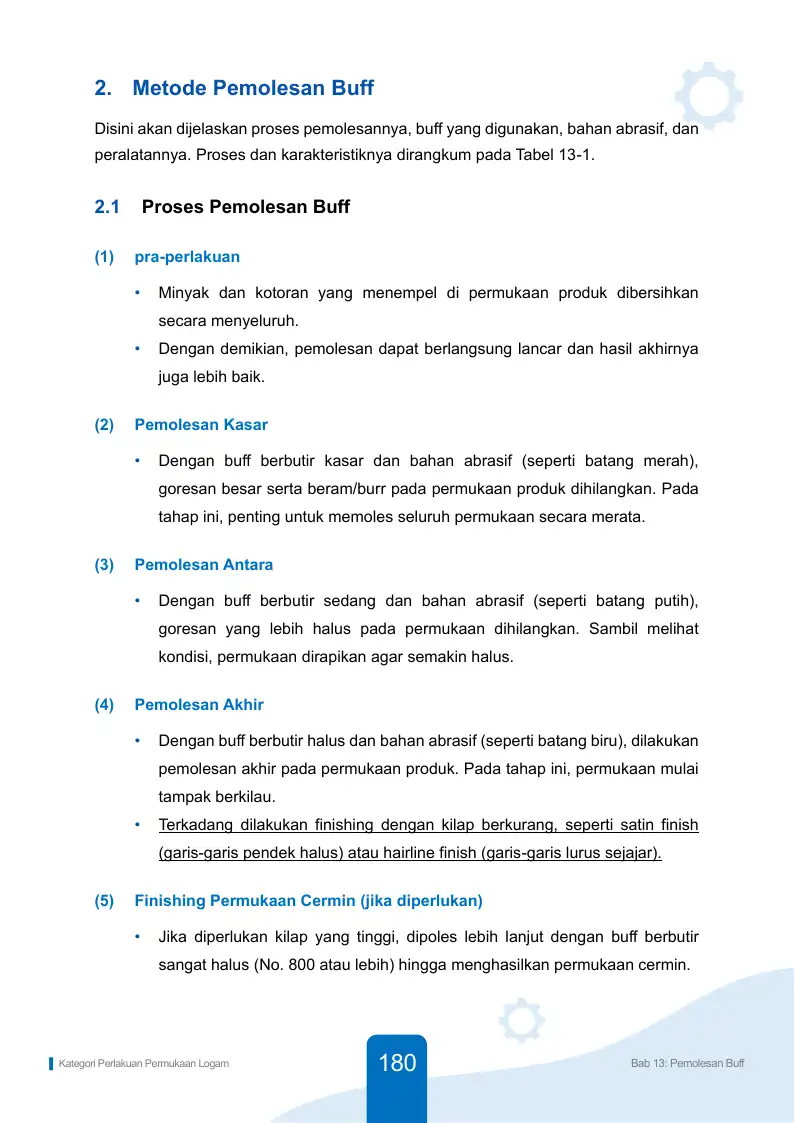 2. Metode Pemolesan Buff
Disini akan dijelaskan proses pemolesannya, buff yang digunakan, bahan abrasif, dan
peralatannya. Proses dan karakteristiknya dirangkum pada Tabel 13-1.
2.1 Proses Pemolesan Buff
(1) pra-perlakuan
• Minyak dan kotoran yang menempel di permukaan produk dibersihkan
secara menyeluruh.
• Dengan demikian, pemolesan dapat berlangsung lancar dan hasil akhirnya
juga lebih baik.
(2) Pemolesan Kasar
• Dengan buff berbutir kasar dan bahan abrasif (seperti batang merah),
goresan besar serta beram/burr pada permukaan produk dihilangkan. Pada
tahap ini, penting untuk memoles seluruh permukaan secara merata.
(3) Pemolesan Antara
• Dengan buff berbutir sedang dan bahan abrasif (seperti batang putih),
goresan yang lebih halus pada permukaan dihilangkan. Sambil melihat
kondisi, permukaan dirapikan agar semakin halus.
(4) Pemolesan Akhir
• Dengan buff berbutir halus dan bahan abrasif (seperti batang biru), dilakukan
pemolesan akhir pada permukaan produk. Pada tahap ini, permukaan mulai
tampak berkilau.
• Terkadang dilakukan finishing dengan kilap berkurang, seperti satin finish
(garis-garis pendek halus) atau hairline finish (garis-garis lurus sejajar).
(5) Finishing Permukaan Cermin (jika diperlukan)
• Jika diperlukan kilap yang tinggi, dipoles lebih lanjut dengan buff berbutir
sangat halus (No. 800 atau lebih) hingga menghasilkan permukaan cermin.
Kategori Perlakuan Permukaan Logam
180
Bab 13: Pemolesan Buff